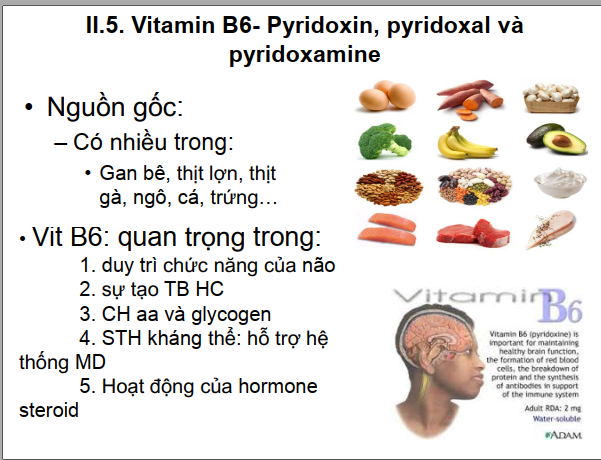 II.5. Vitamin B6- Pyridoxin, pyridoxal và
pyridoxamine
• Nguồn gốc:
– Có nhiều trong:
• Gan bê, thịt lợn, thịt
gà, ngô, cá, trứng…
• Vit B6: quan trọng trong:
1. duy trì chức năng của não
2. sự tạo TB HC
3. CH aa và glycogen
4. STH kháng thể: hỗ trợ hệ
thống MD
5. Hoạt động của hormone
steroid
Vitamin B6
Vitamin B6 (pyridoxine) is
important for maintaining
healthy brain function,
the formation of red blood
cells, the breakdown of
protein and the synthesis
of antibodies in support
of the immune system
Adult RDA: 2 mg
Water-soluble
ADAM